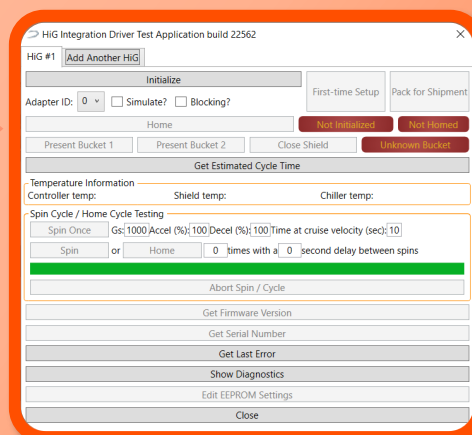 HiG Integration Driver Test Application build 22562
HiG #1 Add Another HiG
Initialize
First-time Setup Pack for Shipment
Adapter ID: 0 Simulate? Blocking?
Home Not Initialized Not Homed
Present Bucket 1 Present Bucket 2 Close Shield Unknown Bucket
Get Estimated Cycle Time
Temperature Information
Controller temp: Shield temp: Chiller temp:
Spin Cycle / Home Cycle Testing
Spin Once Gs: 1000 Accel (%): 100 Decel (%): 100 Time at cruise velocity (sec): 10
Spin or Home 0 times with a 0 second delay between spins
Abort Spin / Cycle
Get Firmware Version
Get Serial Number
Get Last Error
Show Diagnostics
Edit EEPROM Settings
Close